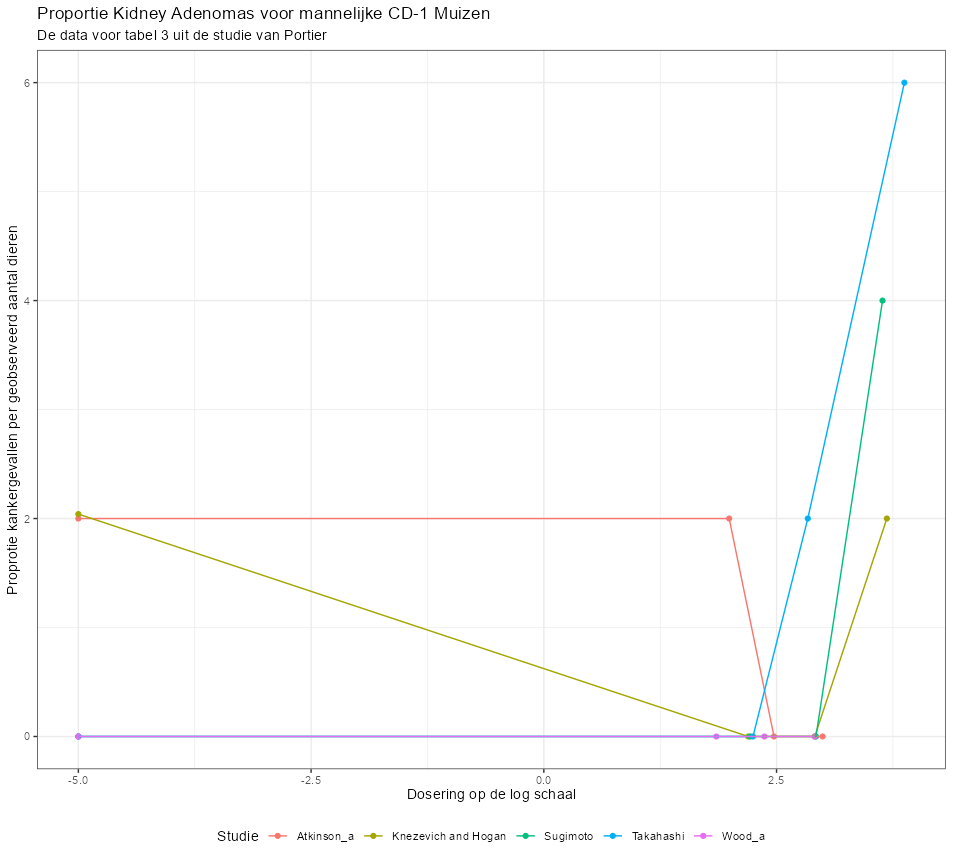 Proportie Kidney Adenomas voor mannelijke CD-1 Muizen
De data voor tabel 3 uit de studie van Portier
Proprotie kankergevallen per geobserveerd aantal dieren
6
4
2
0
-5.0 -2.5 0.0 2.5
Dosering op de log schaal
Studie Atkinson_a Knezevich and Hogan Sugimoto Takahashi Wood_a